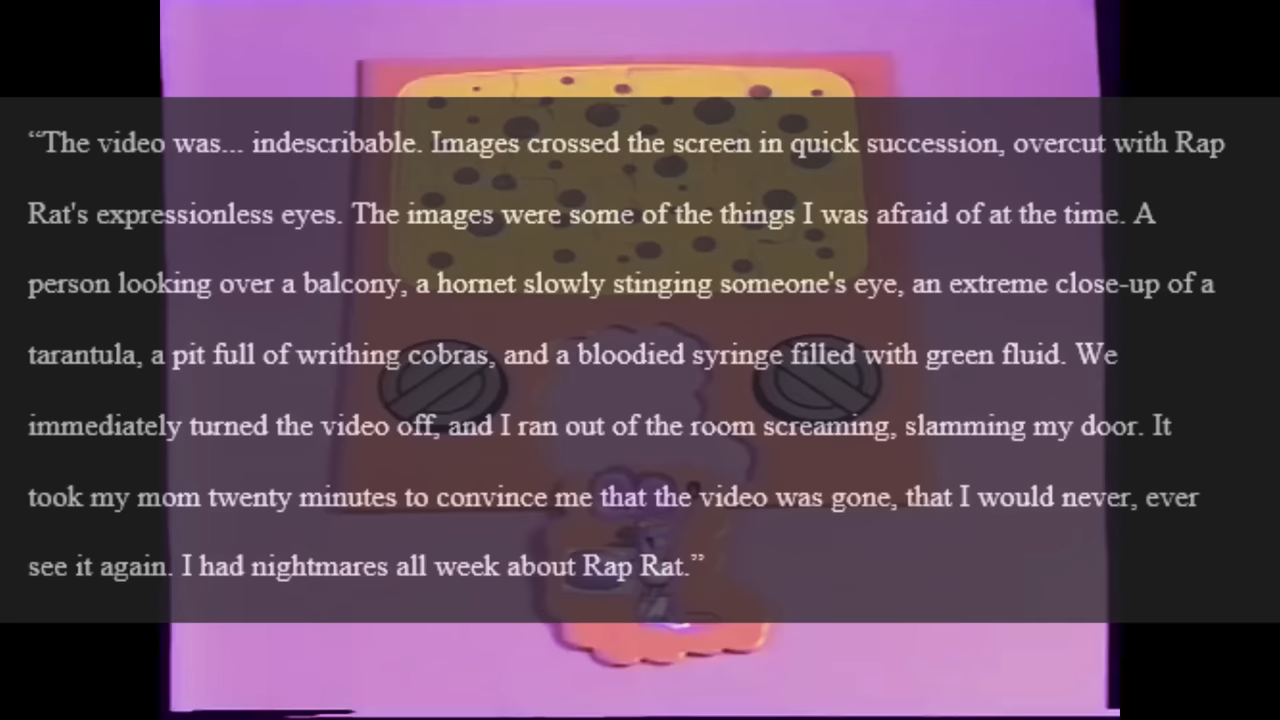 “The video was... indescribable. Images crossed the screen in quick succession, overcut with Rap
Rat's expressionless eyes. The images were some of the things I was afraid of at the time. A
person looking over a balcony, a hornet slowly stinging someone's eye, an extreme close-up of a
tarantula, a pit full of writhing cobras, and a bloodied syringe filled with green fluid. We
immediately turned the video off, and I ran out of the room screaming, slamming my door. It
took my mom twenty minutes to convince me that the video was gone, that I would never, ever
see it again. I had nightmares all week about Rap Rat.”